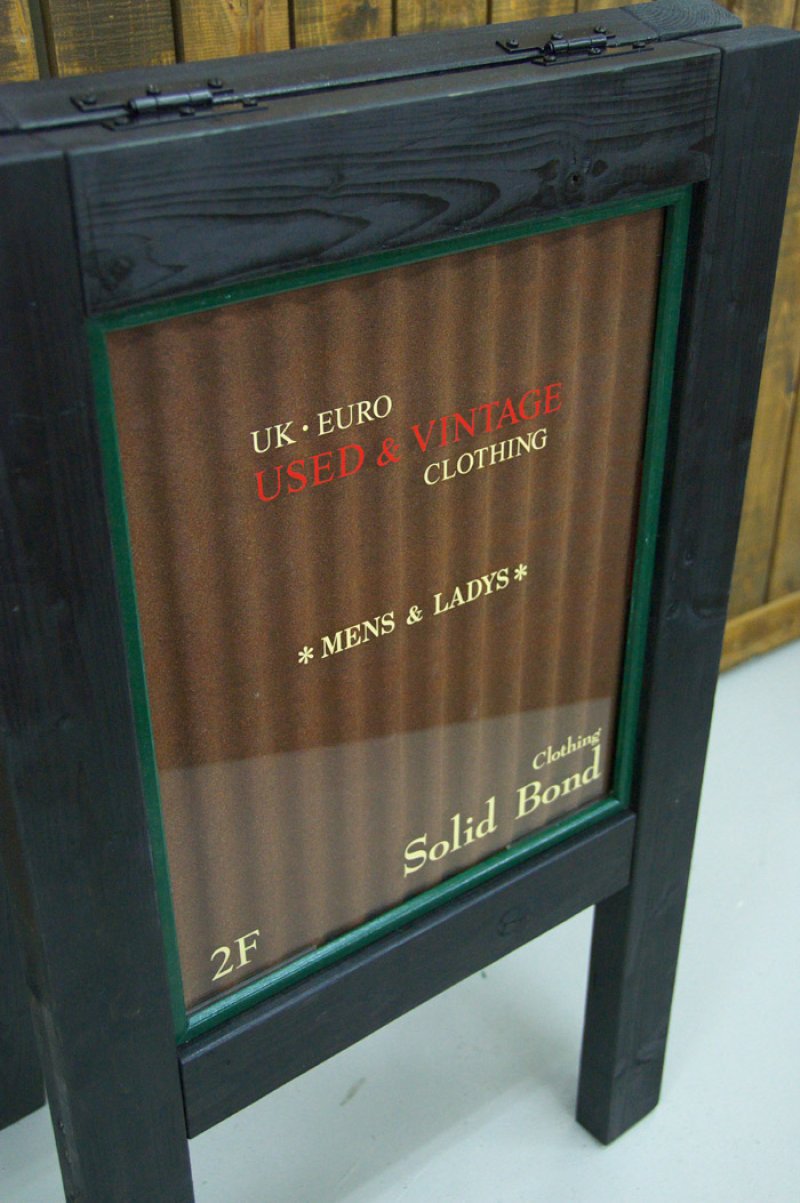 UK・EURO
USED & VINTAGE
CLOTHING
*MENS & LADYS*
Clothing
Solid Bond
2F